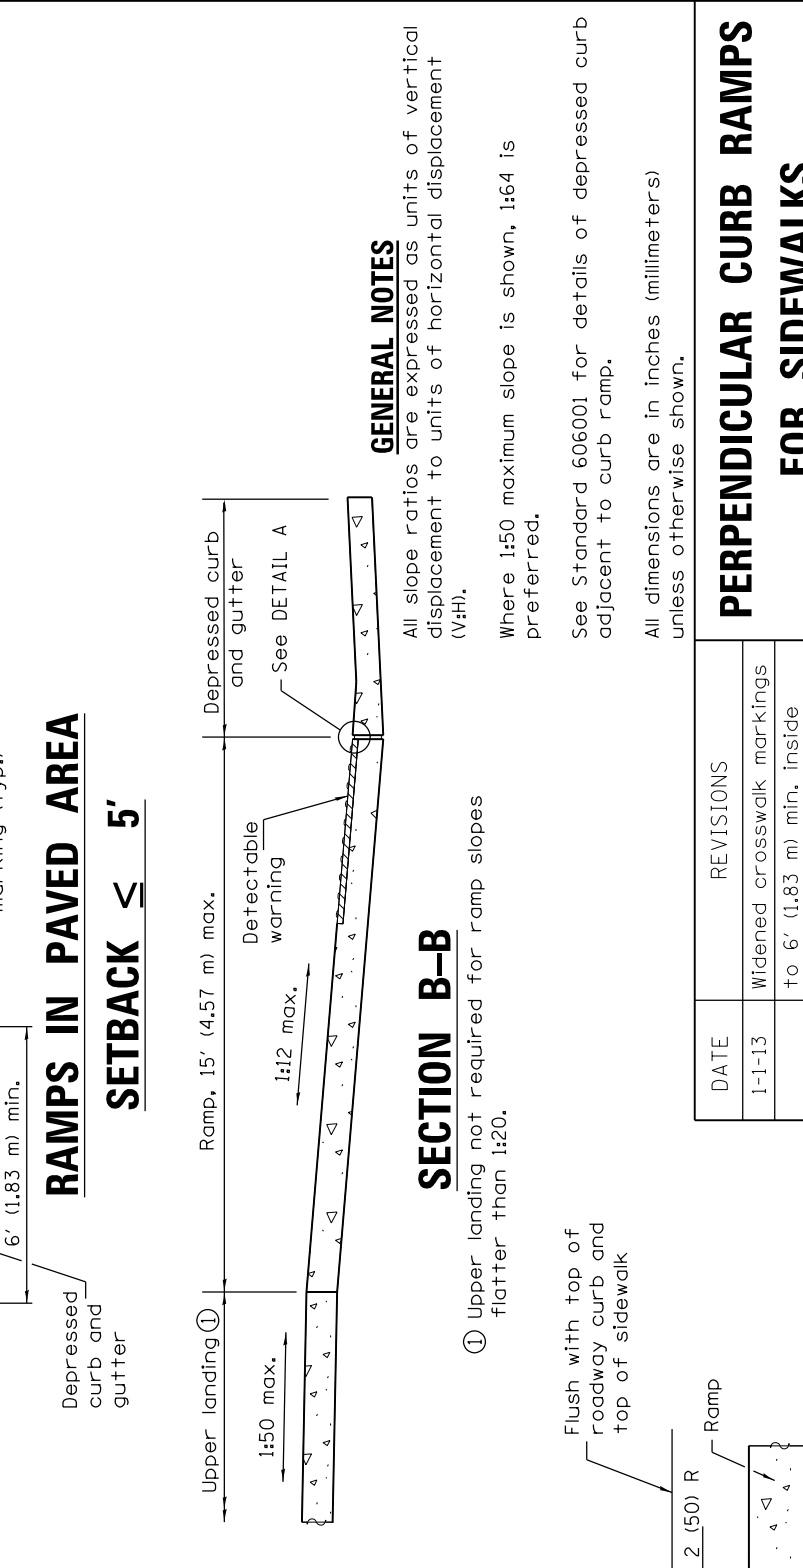 6' (1.83 m) min.
Depressed
curb and
gutter
RAMPS IN PAVED AREA
SETBACK ≤ 5'
Upper landing ①
Ramp, 15' (4.57 m) max.
Depressed curb
and gutter
1:50 max.
1:12 max.
Detectable
warning
See DETAIL A
SECTION B–B
① Upper landing not required for ramp slopes
flatter than 1:20.
GENERAL NOTES
All slope ratios are expressed as units of vertical
displacement to units of horizontal displacement
(V:H).
Where 1:50 maximum slope is shown, 1:64 is
preferred.
See Standard 606001 for details of depressed curb
adjacent to curb ramp.
All dimensions are in inches (millimeters)
unless otherwise shown.
Flush with top of
roadway curb and
top of sidewalk
2 (50) R
Ramp
DATE REVISIONS
1-1-13 Widened crosswalk markings
to 6' (1.83 m) min. inside
PERPENDICULAR CURB RAMPS
FOR SIDEWALKS